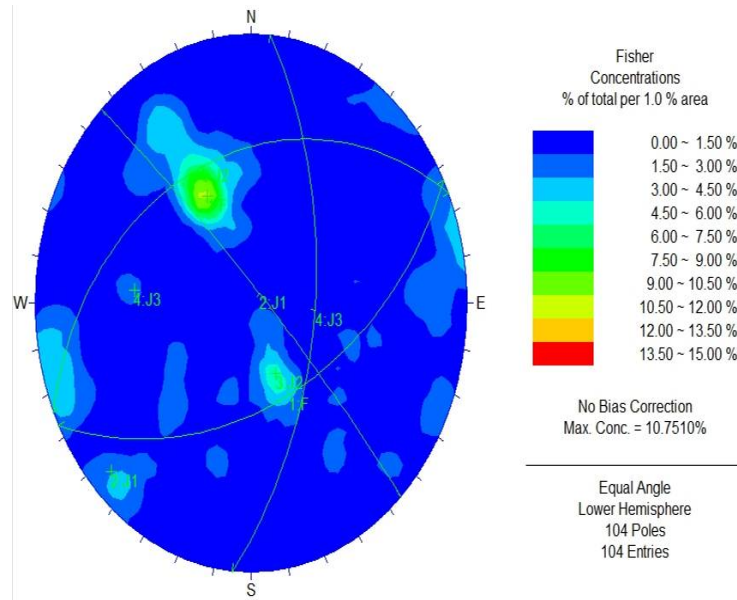 N
Fisher
Concentrations
% of total per 1.0 % area
0.00 ~ 1.50 %
1.50 ~ 3.00 %
3.00 ~ 4.50 %
4.50 ~ 6.00 %
6.00 ~ 7.50 %
7.50 ~ 9.00 %
9.00 ~ 10.50 %
10.50 ~ 12.00 %
12.00 ~ 13.50 %
13.50 ~ 15.00 %
W
4:J3
2:J1
4:J3
E
1:F
S
No Bias Correction
Max. Conc. = 10.7510%
Equal Angle
Lower Hemisphere
104 Poles
104 Entries